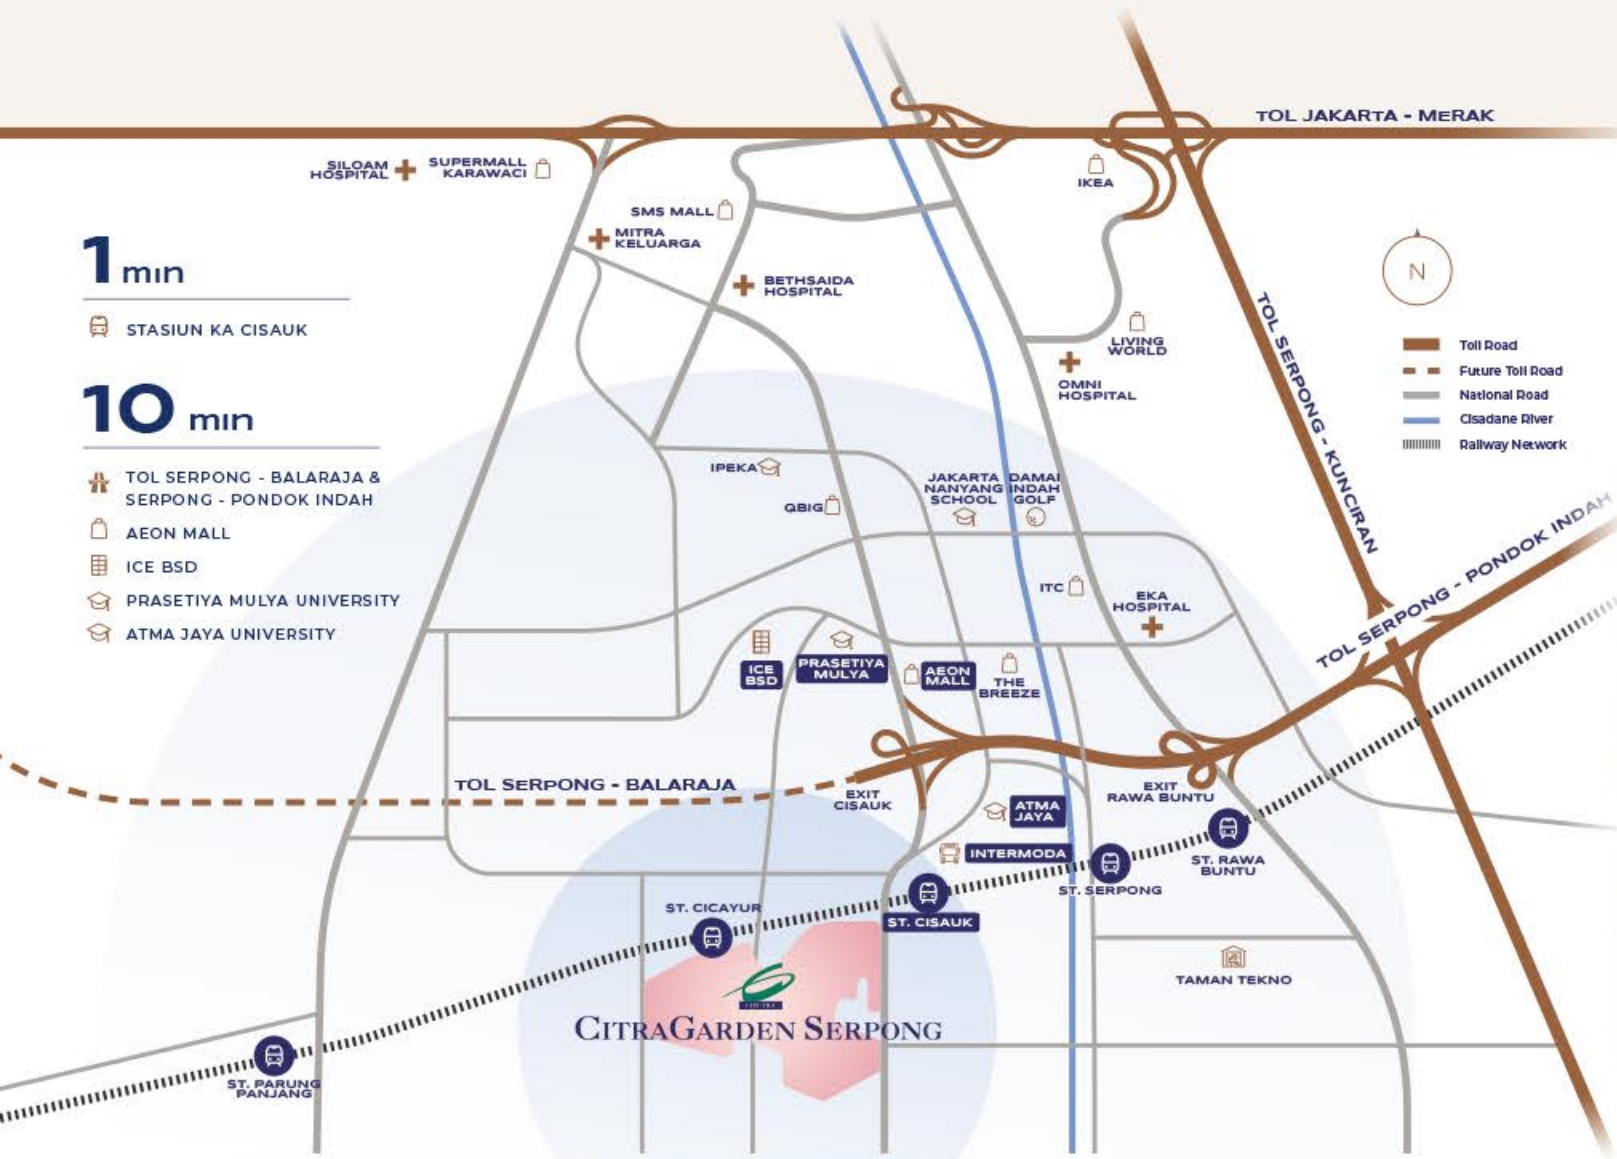 TOL JAKARTA - MERAK
SILOAM
HOSPITAL
SUPERMALL
KARAWACI
IKEA
SMS MALL
MITRA
KELUARGA
BETHSAIDA
HOSPITAL
1 min
STASIUN KA CISAUK
10 min
TOL SERPONG - BALARAJA &
SERPONG - PONDOK INDAH
AEON MALL
ICE BSD
PRASETIYA MULYA UNIVERSITY
ATMA JAYA UNIVERSITY
N
Toll Road
Future Toll Road
National Road
Cisadane River
Railway Network
TOL SERPONG - KUNCIRAN
LIVING
WORLD
OMNI
HOSPITAL
IPEKA
QBIG
JAKARTA
NANYANG
SCHOOL
DAMAI
INDAH
GOLF
TOL SERPONG - PONDOK INDAH
ITC
EKA
HOSPITAL
ICE
BSD
PRASETIYA
MULYA
AEON
MALL
THE
BREEZE
TOL SERPONG - BALARAJA
EXIT
CISAUK
EXIT
RAWA BUNTU
ATMA
JAYA
INTERMODA
ST. RAWA
BUNTU
ST. SERPONG
ST. CICAYUR
ST. CISAUK
TAMAN TEKNO
CITRAGARDEN SERPONG
ST. PARUNG
PANJANG